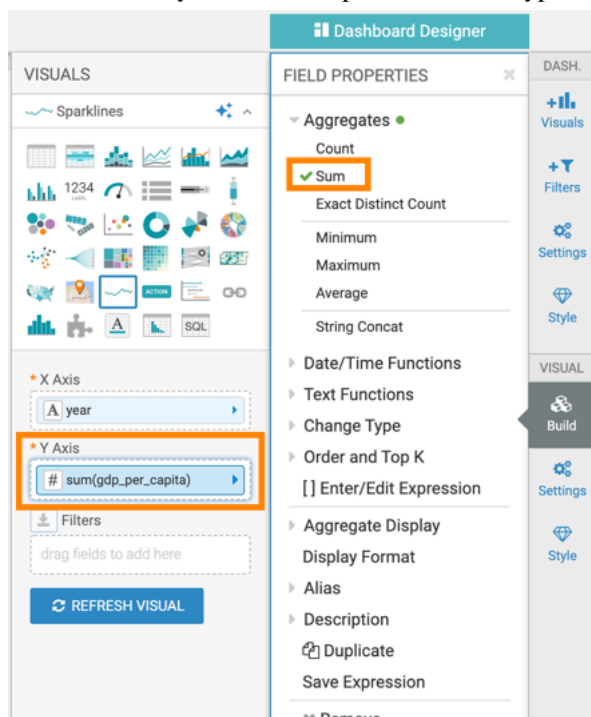 Dashboard Designer
VISUALS
Sparklines
1234
LABEL
WORD
ACTION
A
SQL
* X Axis
A year
* Y Axis
# sum(gdp_per_capita)
Filters
drag fields to add here
REFRESH VISUAL
FIELD PROPERTIES
Aggregates
Count
Sum
Exact Distinct Count
Minimum
Maximum
Average
String Concat
Date/Time Functions
Text Functions
Change Type
Order and Top K
[ ] Enter/Edit Expression
Aggregate Display
Display Format
Alias
Description
Duplicate
Save Expression
DASH.
Visuals
Filters
Settings
Style
VISUAL
Build
Settings
Style